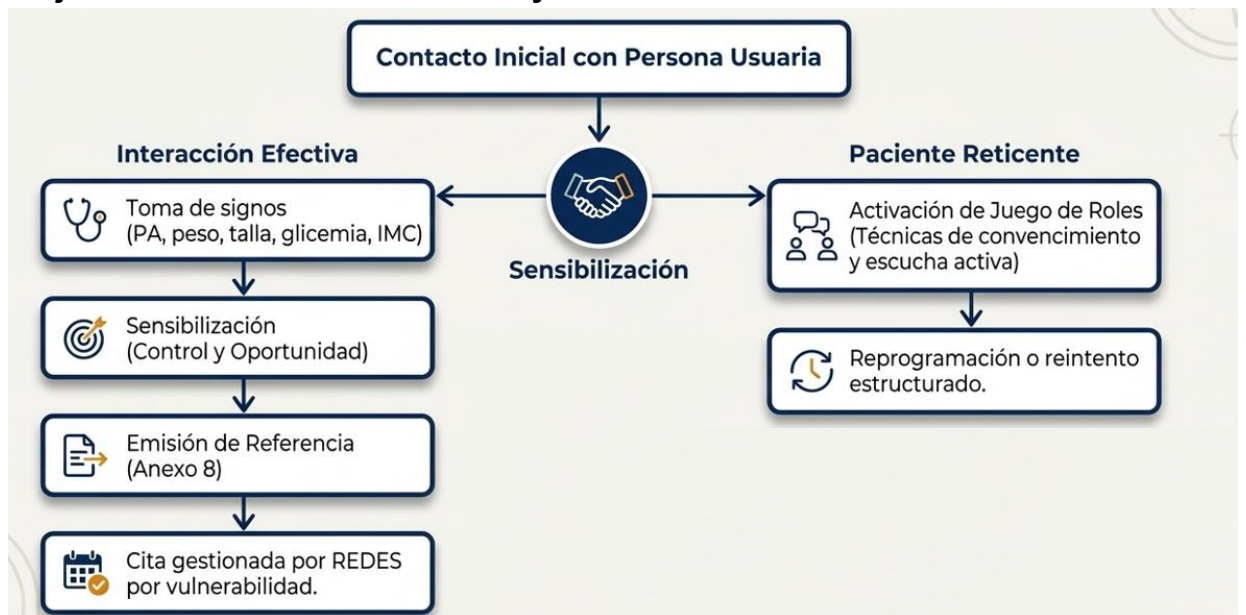 Contacto Inicial con Persona Usuaria
Interacción Efectiva
Toma de signos
(PA, peso, talla, glicemia, IMC)
Sensibilización
(Control y Oportunidad)
Emisión de Referencia
(Anexo 8)
Cita gestionada por REDES
por vulnerabilidad.
Sensibilización
Paciente Reticente
Activación de Juego de Roles
(Técnicas de convencimiento
y escucha activa)
Reprogramación o reintento
estructurado.